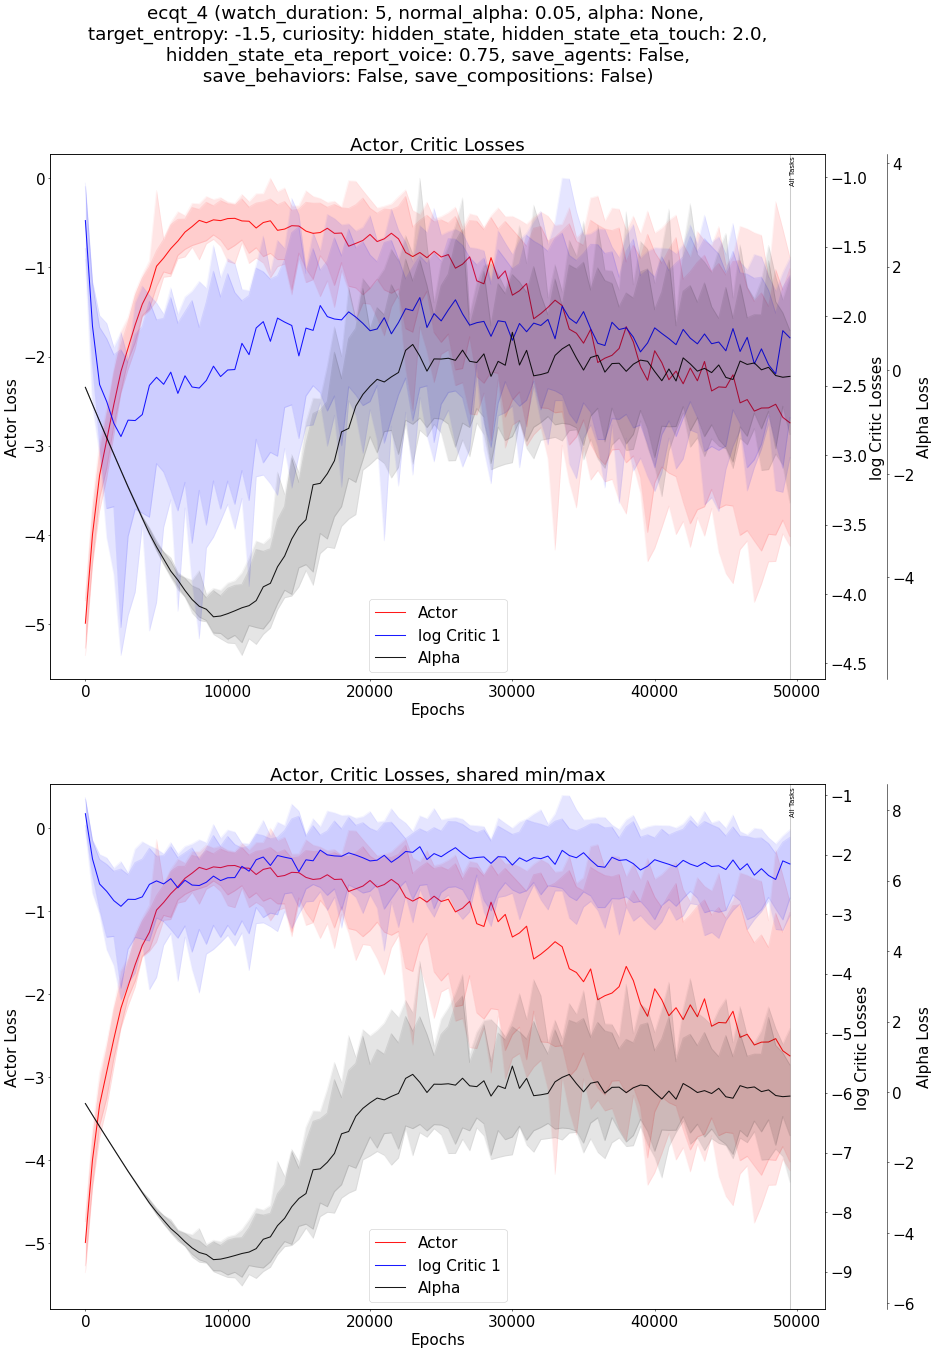 ecqt_4 (watch_duration: 5, normal_alpha: 0.05, alpha: None,
target_entropy: -1.5, curiosity: hidden_state, hidden_state_eta_touch: 2.0,
hidden_state_eta_report_voice: 0.75, save_agents: False,
save_behaviors: False, save_compositions: False)
Actor, Critic Losses
All Tasks
0
−1
−2
−3
−4
−5
Actor Loss
−1.0
−1.5
−2.0
−2.5
−3.0
−3.5
−4.0
−4.5
log Critic Losses
4
2
0
−2
−4
Alpha Loss
Actor
log Critic 1
Alpha
0
10000
20000
30000
40000
50000
Epochs
Actor, Critic Losses, shared min/max
All Tasks
0
−1
−2
−3
−4
−5
Actor Loss
−1
−2
−3
−4
−5
−6
−7
−8
−9
log Critic Losses
8
6
4
2
0
−2
−4
−6
Alpha Loss
Actor
log Critic 1
Alpha
0
10000
20000
30000
40000
50000
Epochs